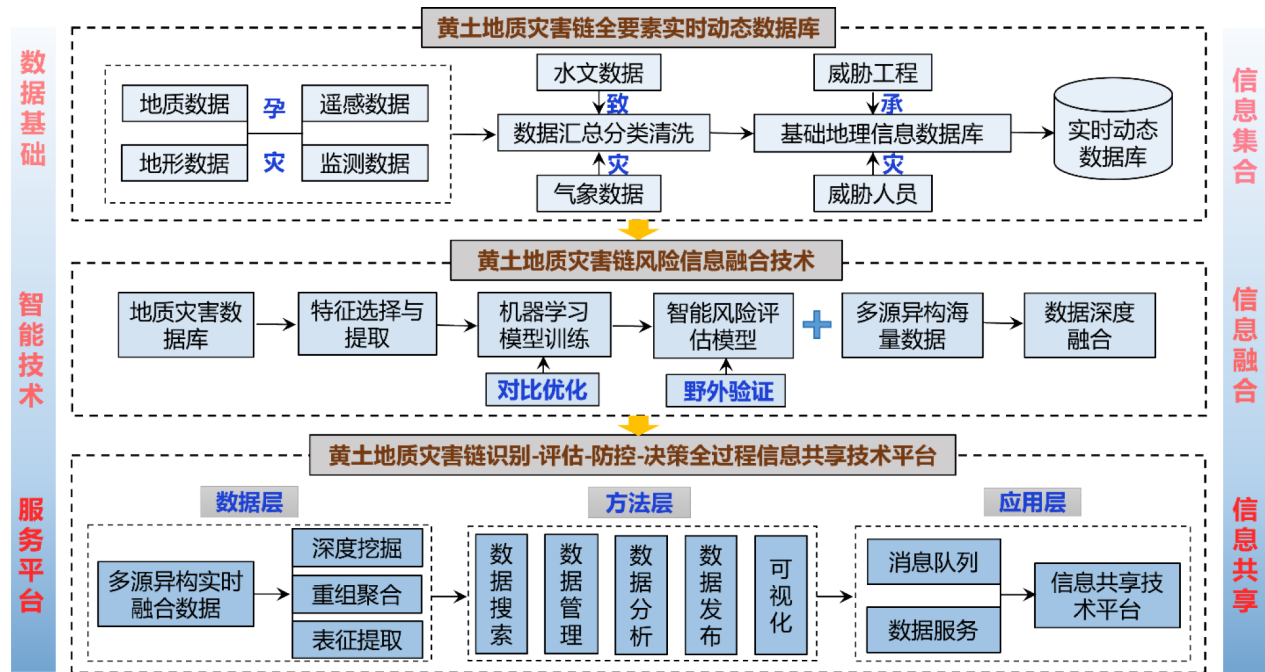 黄土地质灾害链全要素实时动态数据库
数据基础
信息集合
地质数据
孕
遥感数据
地形数据
灾
监测数据
水文数据
致
数据汇总分类清洗
灾
气象数据
威胁工程
承
基础地理信息数据库
灾
威胁人员
实时动态
数据库
黄土地质灾害链风险信息融合技术
智能技术
信息融合
地质灾害数
据库
特征选择与
提取
机器学习
模型训练
对比优化
智能风险评
估模型
野外验证
多源异构海
量数据
数据深度
融合
黄土地质灾害链识别-评估-防控-决策全过程信息共享技术平台
服务平台
信息共享
数据层
方法层
应用层
多源异构实时
融合数据
深度挖掘
重组聚合
表征提取
数据搜索
数据管理
数据分析
数据发布
可视化
消息队列
数据服务
信息共享技
术平台